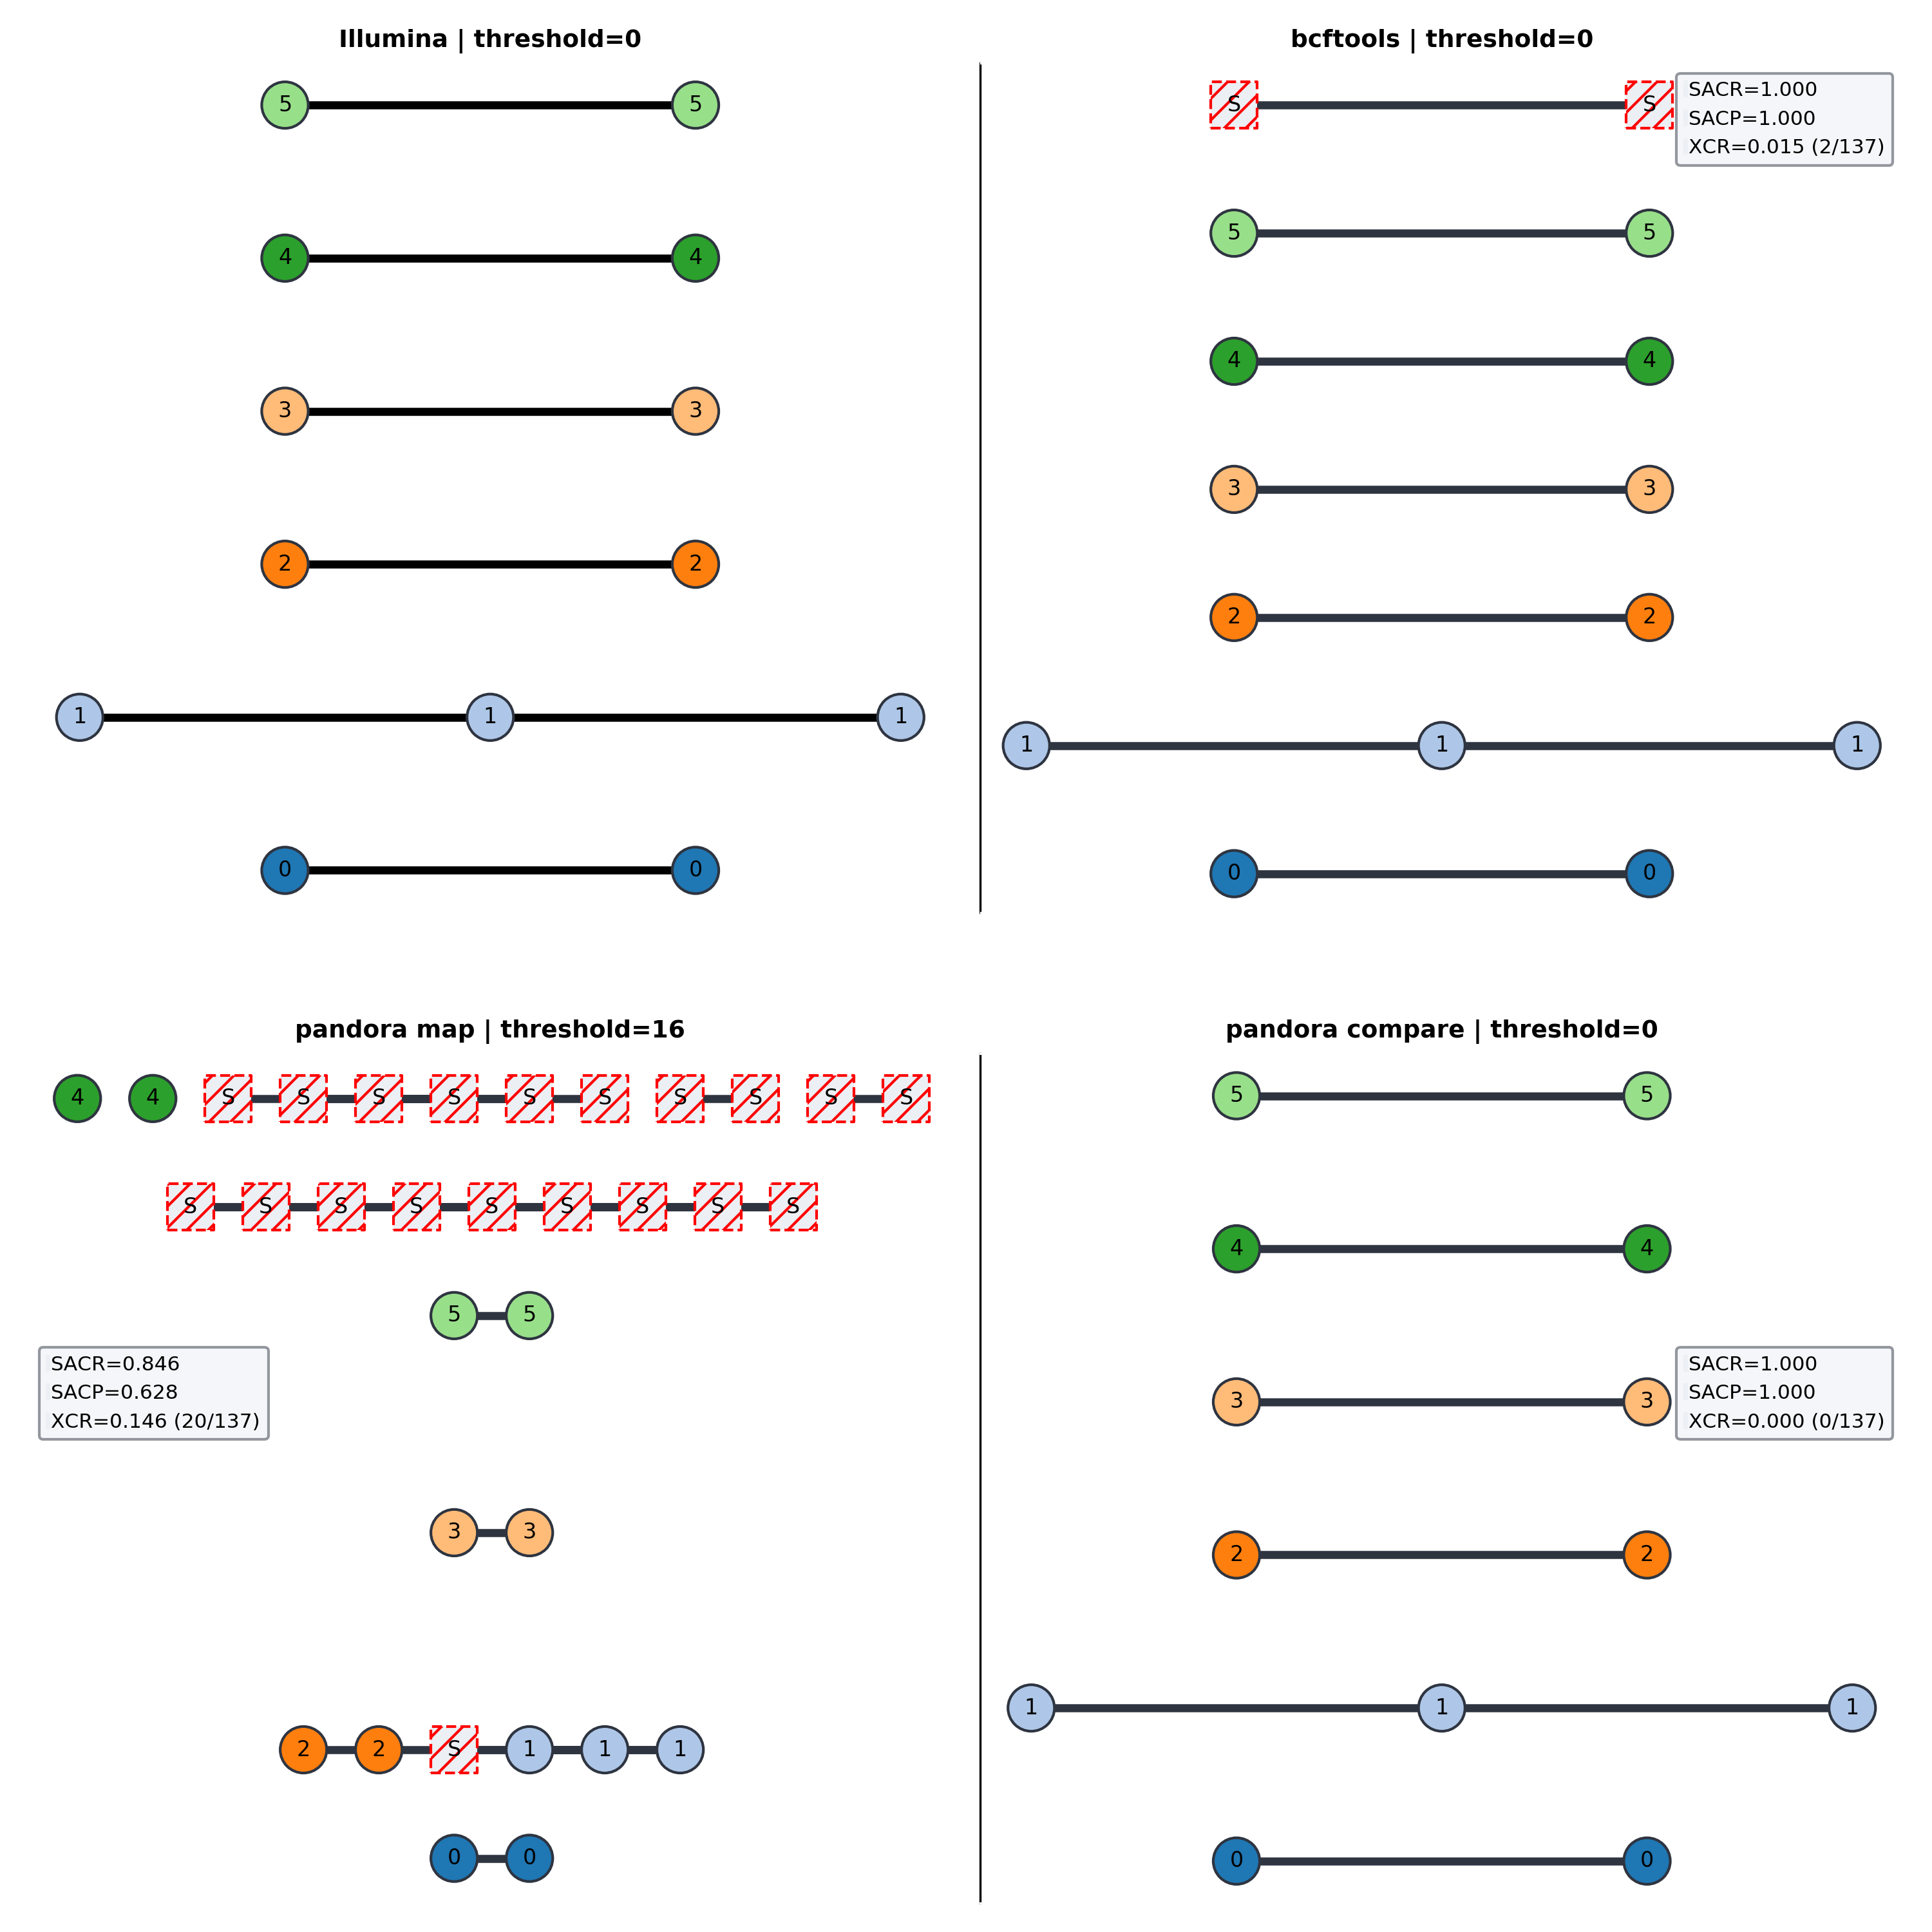 Illumina | threshold=0
5 5
4 4
3 3
2 2
1 1 1
0 0
bcftools | threshold=0
S S
SACR=1.000
SACP=1.000
XCR=0.015 (2/137)
5 5
4 4
3 3
2 2
1 1 1
0 0
pandora map | threshold=16
4 4 S S S S S S S S S S
S S S S S S S S S
5 5
SACR=0.846
SACP=0.628
XCR=0.146 (20/137)
3 3
2 2 S 1 1 1
0 0
pandora compare | threshold=0
5 5
4 4
3 3
SACR=1.000
SACP=1.000
XCR=0.000 (0/137)
2 2
1 1 1
0 0